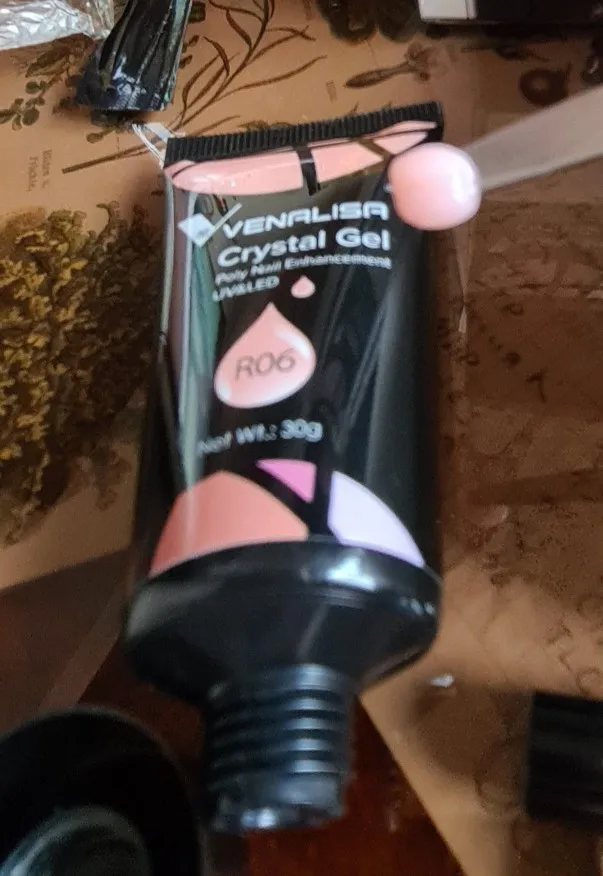 VENALISA
Crystal Gel
Poly Nail Enhancement
UV&LED
R06
Net Wt.: 30g